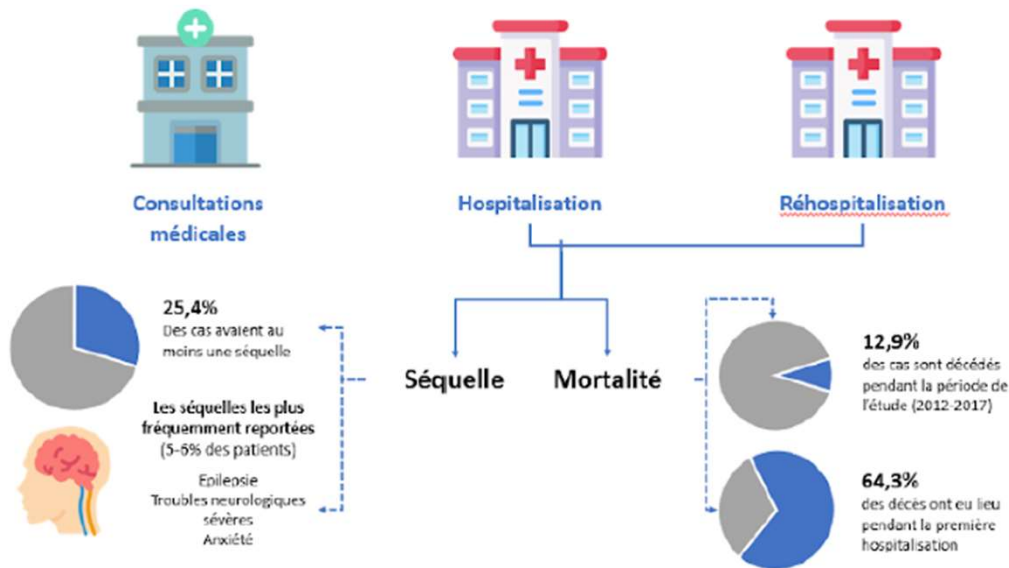 Consultations
médicales
Hospitalisation
Réhospitalisation
25,4%
Des cas avaient au
moins une séquelle
Les séquelles les plus
fréquemment reportées
(5-6% des patients)
Epilepsie
Troubles neurologiques
sévères
Anxiété
Séquelle
Mortalité
12,9%
des cas sont décédés
pendant la période de
l'étude (2012-2017)
64,3%
des décès ont eu lieu
pendant la première
hospitalisation